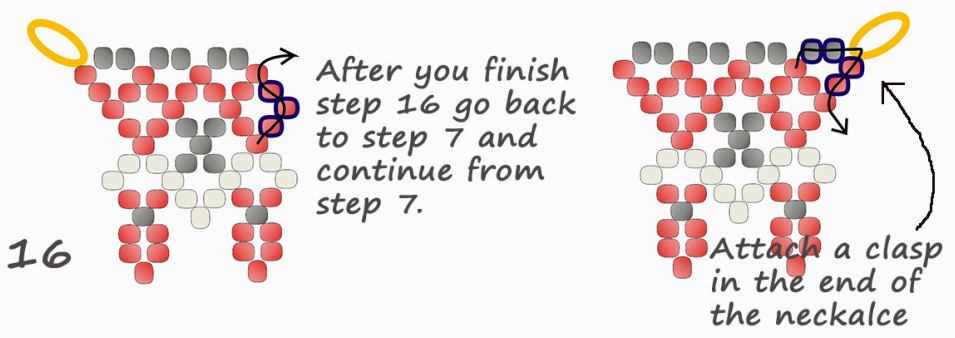 After you finish
step 16 go back
to step 7 and
continue from
step 7.
16
Attach a clasp
in the end of
the neckalce